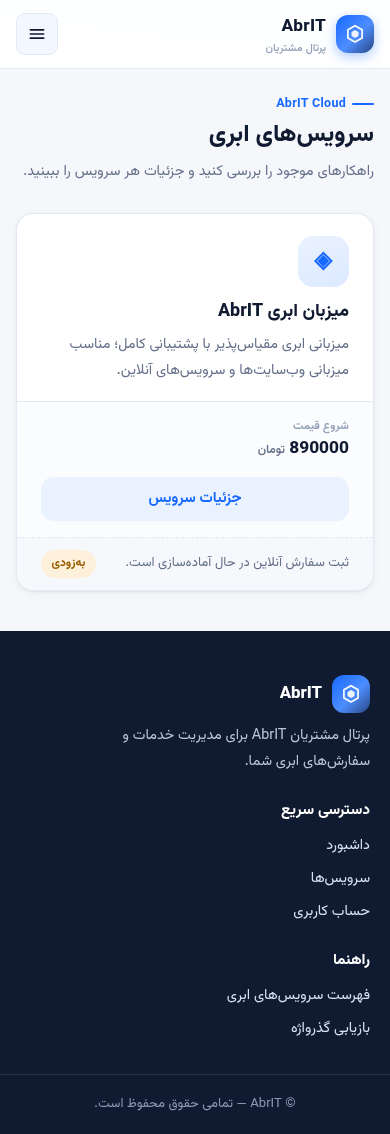 AbrIT
پرتال مشتریان
AbrIT Cloud
سرویس‌های ابری
راهکارهای موجود را بررسی کنید و جزئیات هر سرویس را ببینید.
میزبان ابری AbrIT
میزبانی ابری مقیاس‌پذیر با پشتیبانی کامل؛ مناسب
میزبانی وب‌سایت‌ها و سرویس‌های آنلاین.
شروع قیمت
890000 تومان
جزئیات سرویس
ثبت سفارش آنلاین در حال آماده‌سازی است.
به‌زودی
AbrIT
پرتال مشتریان AbrIT برای مدیریت خدمات و
سفارش‌های ابری شما.
دسترسی سریع
داشبورد
سرویس‌ها
حساب کاربری
راهنما
فهرست سرویس‌های ابری
بازیابی گذرواژه
© AbrIT — تمامی حقوق محفوظ است.